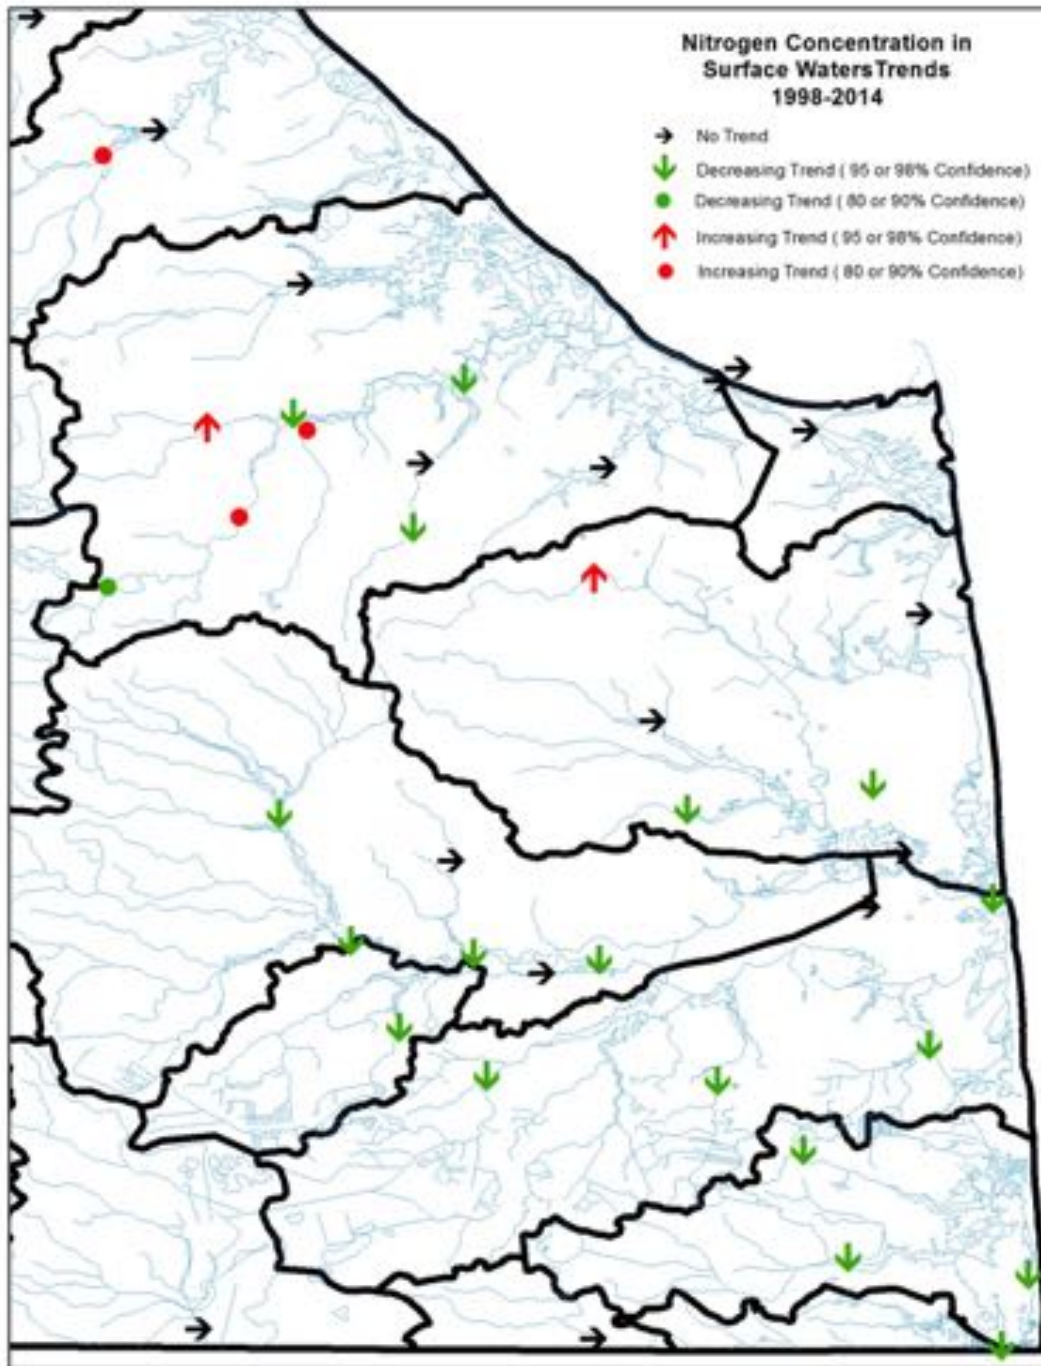 Nitrogen Concentration in
Surface WatersTrends
1998-2014
No Trend
Decreasing Trend ( 95 or 98% Confidence)
Decreasing Trend ( 80 or 90% Confidence)
Increasing Trend ( 95 or 98% Confidence)
Increasing Trend ( 80 or 90% Confidence)